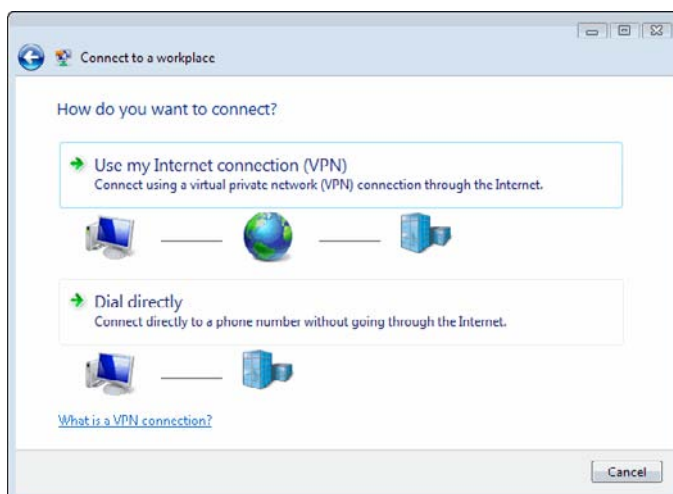 Connect to a workplace
How do you want to connect?
Use my Internet connection (VPN)
Connect using a virtual private network (VPN) connection through the Internet.
Dial directly
Connect directly to a phone number without going through the Internet.
What is a VPN connection?
Cancel